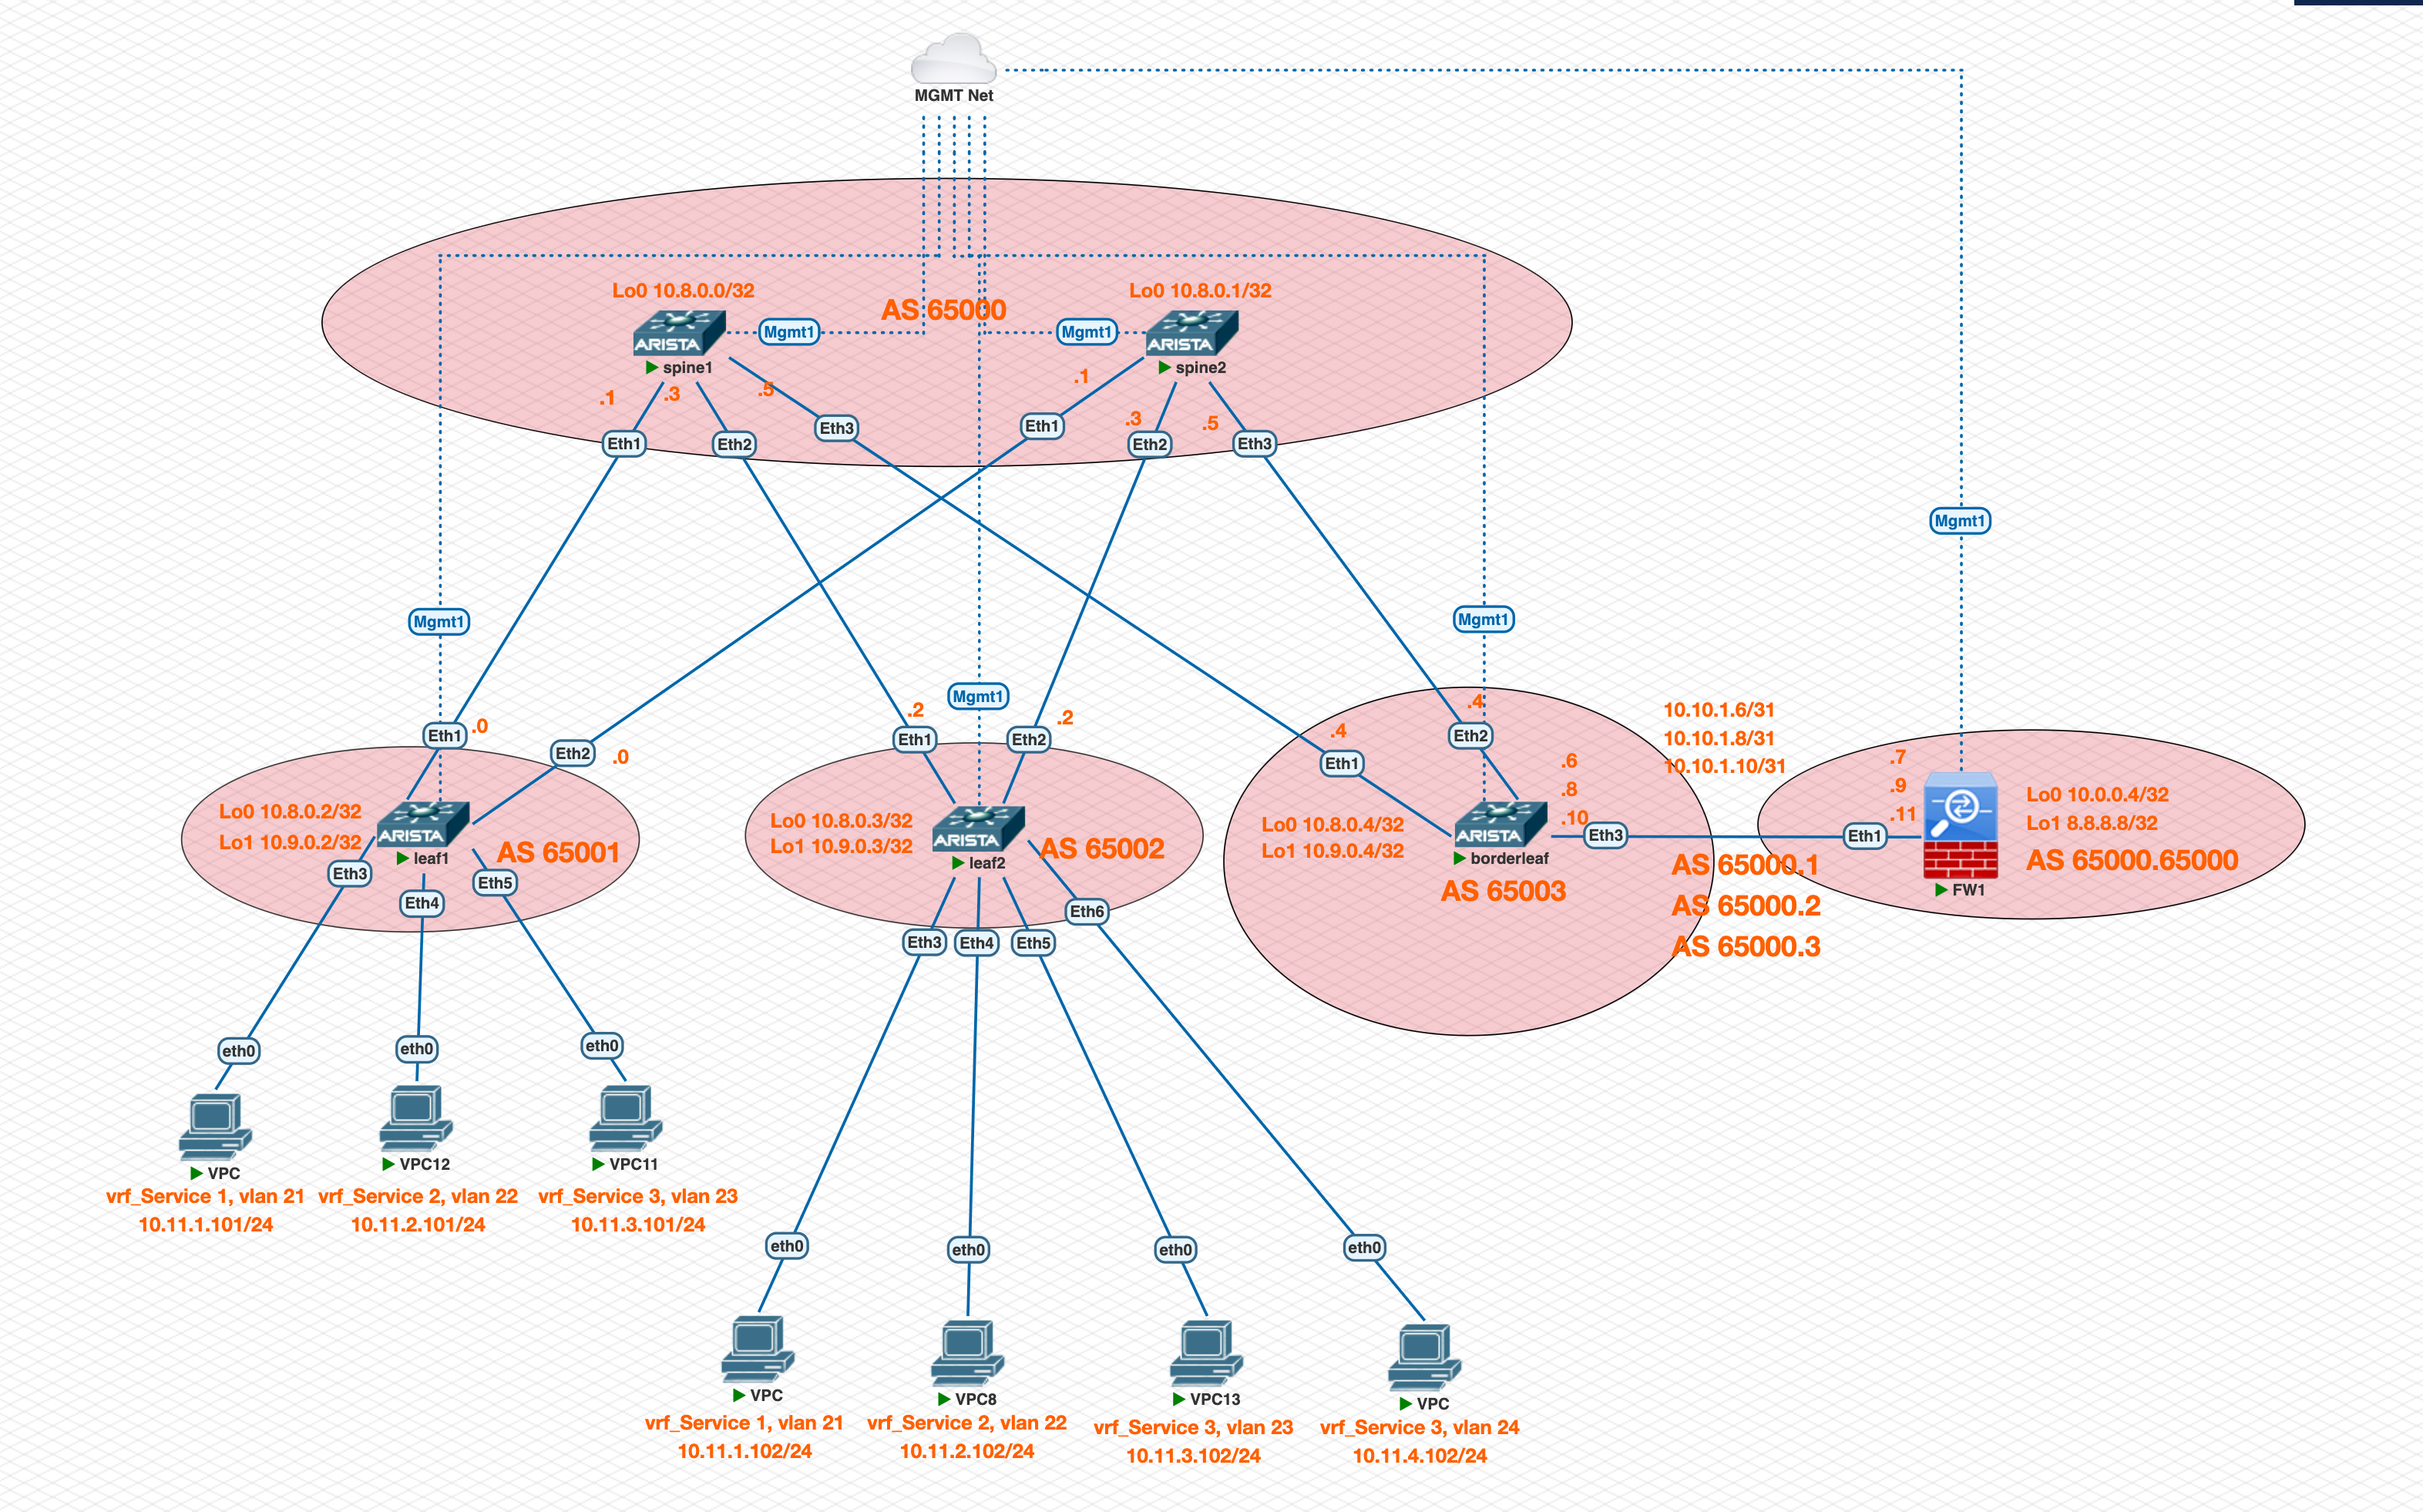 MGMT Net
Lo0 10.8.0.0/32
Lo0 10.8.0.1/32
AS 65000
ARISTA
Mgmt1
Mgmt1
ARISTA
spine1
spine2
.1
.3
.5
.1
.3
.5
Eth1
Eth2
Eth3
Eth1
Eth2
Eth3
Mgmt1
Mgmt1
Mgmt1
Mgmt1
Eth1
.0
Eth2
.0
Lo0 10.8.0.2/32
Lo1 10.9.0.2/32
ARISTA
leaf1
AS 65001
Eth3
Eth4
Eth5
.2
.2
Eth1
Eth2
Lo0 10.8.0.3/32
Lo1 10.9.0.3/32
ARISTA
leaf2
AS 65002
Eth3
Eth4
Eth5
Eth6
.4
.4
Eth1
Eth2
Lo0 10.8.0.4/32
Lo1 10.9.0.4/32
ARISTA
borderleaf
AS 65003
.6
.8
.10
Eth3
10.10.1.6/31
10.10.1.8/31
10.10.1.10/31
AS 65000.1
AS 65000.2
AS 65000.3
.7
.9
.11
Eth1
FW1
Lo0 10.0.0.4/32
Lo1 8.8.8.8/32
AS 65000.65000
eth0
eth0
eth0
VPC
VPC12
VPC11
vrf_Service 1, vlan 21
10.11.1.101/24
vrf_Service 2, vlan 22
10.11.2.101/24
vrf_Service 3, vlan 23
10.11.3.101/24
eth0
eth0
eth0
eth0
VPC
VPC8
VPC13
VPC
vrf_Service 1, vlan 21
10.11.1.102/24
vrf_Service 2, vlan 22
10.11.2.102/24
vrf_Service 3, vlan 23
10.11.3.102/24
vrf_Service 3, vlan 24
10.11.4.102/24